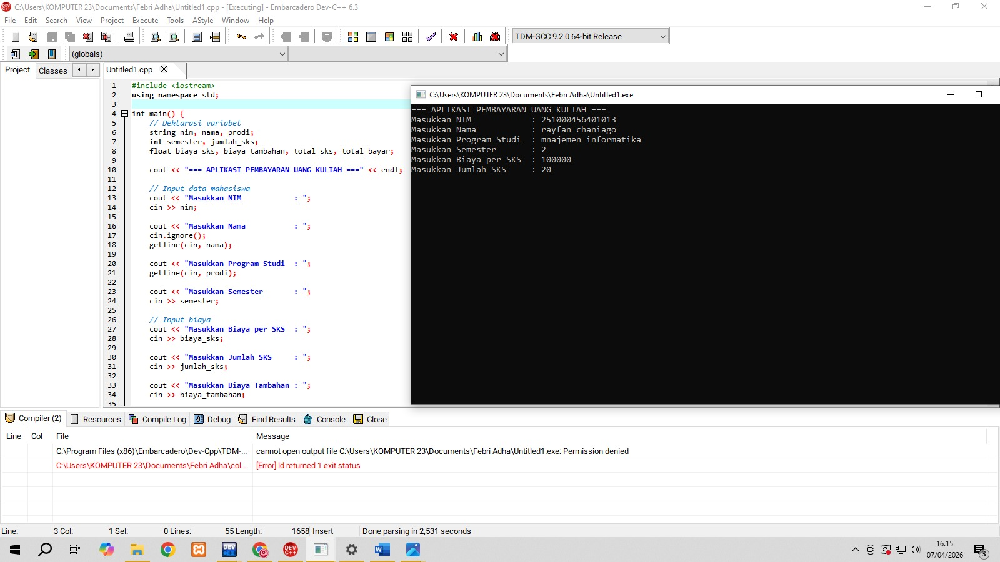 C:\Users\KOMPUTER 23\Documents\Febri Adha\Untitled1.cpp - [Executing] - Embarcadero Dev-C++ 6.3
File Edit Search View Project Execute Tools AStyle Window Help
TDM-GCC 9.2.0 64-bit Release
(globals)
Project Classes
Untitled1.cpp
1 #include <iostream>
2 using namespace std;
3
4 int main() {
5 // Deklarasi variabel
6 string nim, nama, prodi;
7 int semester, jumlah_sks;
8 float biaya_sks, biaya_tambahan, total_sks, total_bayar;
9
10 cout << "=== APLIKASI PEMBAYARAN UANG KULIAH ===" << endl;
11
12 // Input data mahasiswa
13 cout << "Masukkan NIM            : ";
14 cin >> nim;
15
16 cout << "Masukkan Nama           : ";
17 cin.ignore();
18 getline(cin, nama);
19
20 cout << "Masukkan Program Studi  : ";
21 getline(cin, prodi);
22
23 cout << "Masukkan Semester       : ";
24 cin >> semester;
25
26 // Input biaya
27 cout << "Masukkan Biaya per SKS  : ";
28 cin >> biaya_sks;
29
30 cout << "Masukkan Jumlah SKS     : ";
31 cin >> jumlah_sks;
32
33 cout << "Masukkan Biaya Tambahan : ";
34 cin >> biaya_tambahan;
35
C:\Users\KOMPUTER 23\Documents\Febri Adha\Untitled1.exe
=== APLIKASI PEMBAYARAN UANG KULIAH ===
Masukkan NIM            : 251000456401013
Masukkan Nama           : rayfan chaniago
Masukkan Program Studi  : mnajemen informatika
Masukkan Semester       : 2
Masukkan Biaya per SKS  : 100000
Masukkan Jumlah SKS     : 20
Compiler (2) Resources Compile Log Debug Find Results Console Close
Line Col File Message
C:\Program Files (x86)\Embarcadero\Dev-Cpp\TDM-... cannot open output file C:\Users\KOMPUTER 23\Documents\Febri Adha\Untitled1.exe: Permission denied
C:\Users\KOMPUTER 23\Documents\Febri Adha\col... [Error] ld returned 1 exit status
Line: 3 Col: 1 Sel: 0 Lines: 55 Length: 1658 Insert Done parsing in 2,531 seconds
DEV C++
16.15
07/04/2026
3